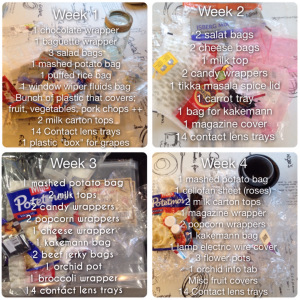 Week 1
1 chocolate wrapper
1 baguette wrapper
3 salad bags
1 mashed potato bag
1 puffed rice bag
1 window wiper fluids bag
Bunch of plastic that covers;
fruit, vegetables, pork chops ++
2 milk carton tops
14 Contact lens trays
1 plastic "box" for grapes
Week 2
2 salat bags
2 cheese bags
1 milk top
2 candy wrappers
1 tikka masala spice lid
1 carrot tray
1 bag for kakemann
1 magazine cover
14 contact lens trays
Week 3
1 mashed potato bag
2 milk tops
2 candy wrappers
2 popcorn wrappers
1 cheese wrapper
1 kakemann bag
2 beef jerky bags
1 orchid pot
1 broccoli wrapper
14 contact lens trays
Week 4
1 mashed potato bag
1 cellofan sheet (roses)
2 milk carton tops
1 magazine wrapper
2 popcorn wrappers
1 kakemann bag
1 lamp electric wire cover
3 flower pots
1 orchid info tab
Misc fruit covers
14 Contact lens trays